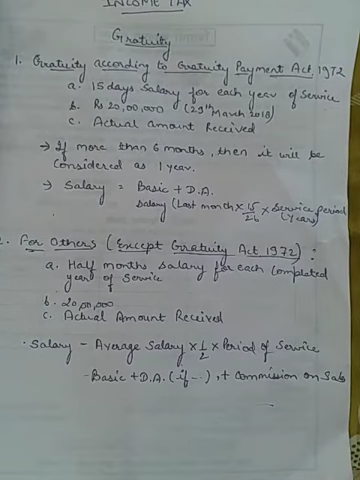 INCOME TAX
Gratuity
1. Gratuity according to Gratuity Payment Act, 1972
a. 15 days Salary for each year of Service
b. Rs 20,00,000 (29th March 2018)
c. Actual amount Received
→ If more than 6 months, then it will be
considered as 1 year.
→ Salary = Basic + D.A.
Salary (Last month × 15/26 × Service Period
(Years)
2. For Others (Except Gratuity Act 1972) :
a. Half months salary for each completed
year of Service
b. 20,00,000
c. Actual Amount Received
· Salary - Average Salary × 1/2 × Period of Service
- Basic + D.A. (if --), + Commission on Sales